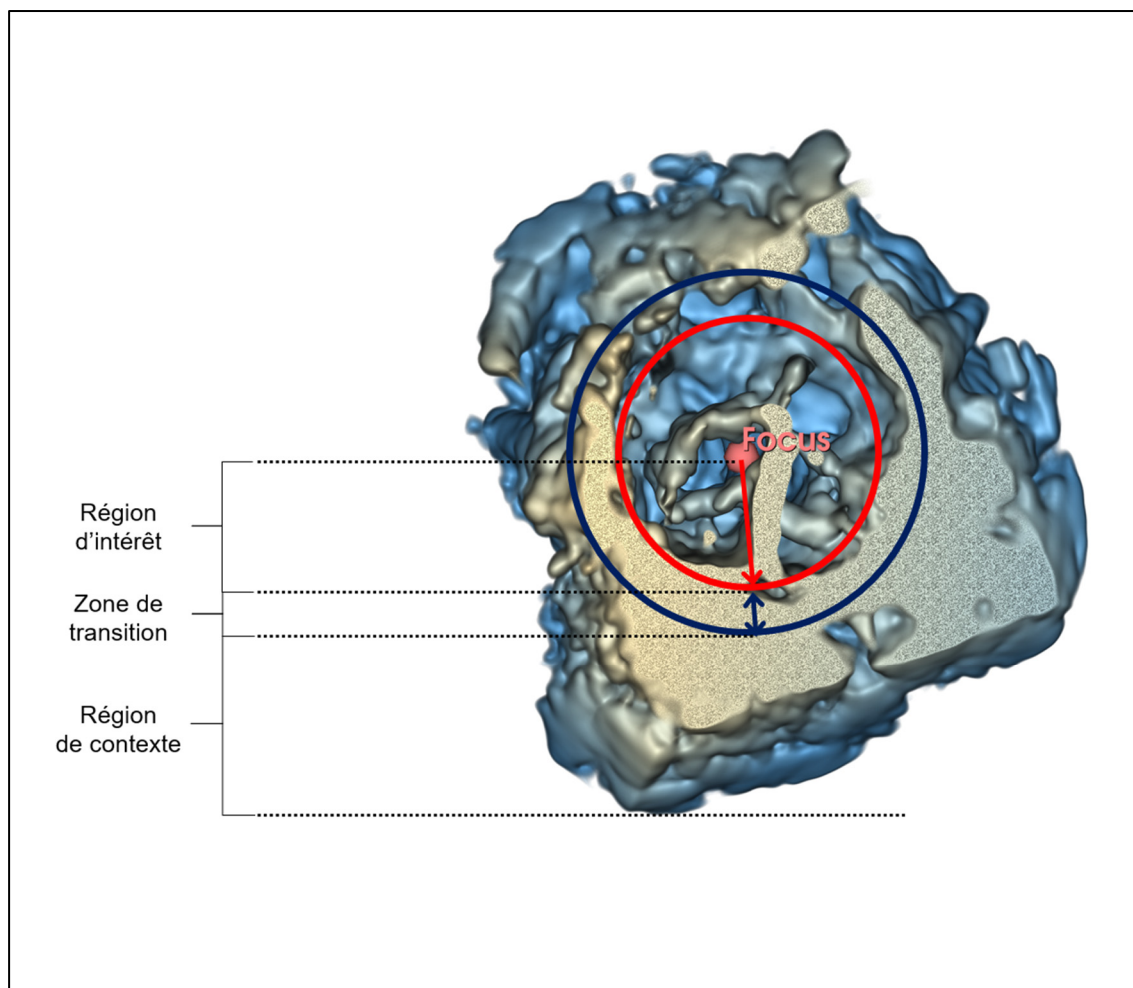 Focus
Région
d'intérêt
Zone de
transition
Région
de contexte